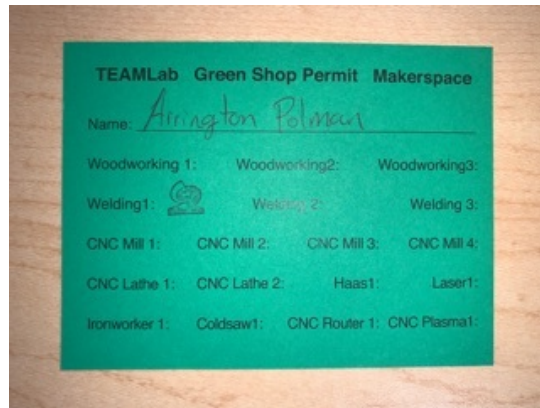 TEAMLab Green Shop Permit Makerspace
Name: Arrington Polman
Woodworking 1: Woodworking2: Woodworking3:
Welding1: Welding 2: Welding 3:
CNC Mill 1: CNC Mill 2: CNC Mill 3: CNC Mill 4:
CNC Lathe 1: CNC Lathe 2: Haas1: Laser1:
Ironworker 1: Coldsaw1: CNC Router 1: CNC Plasma1: